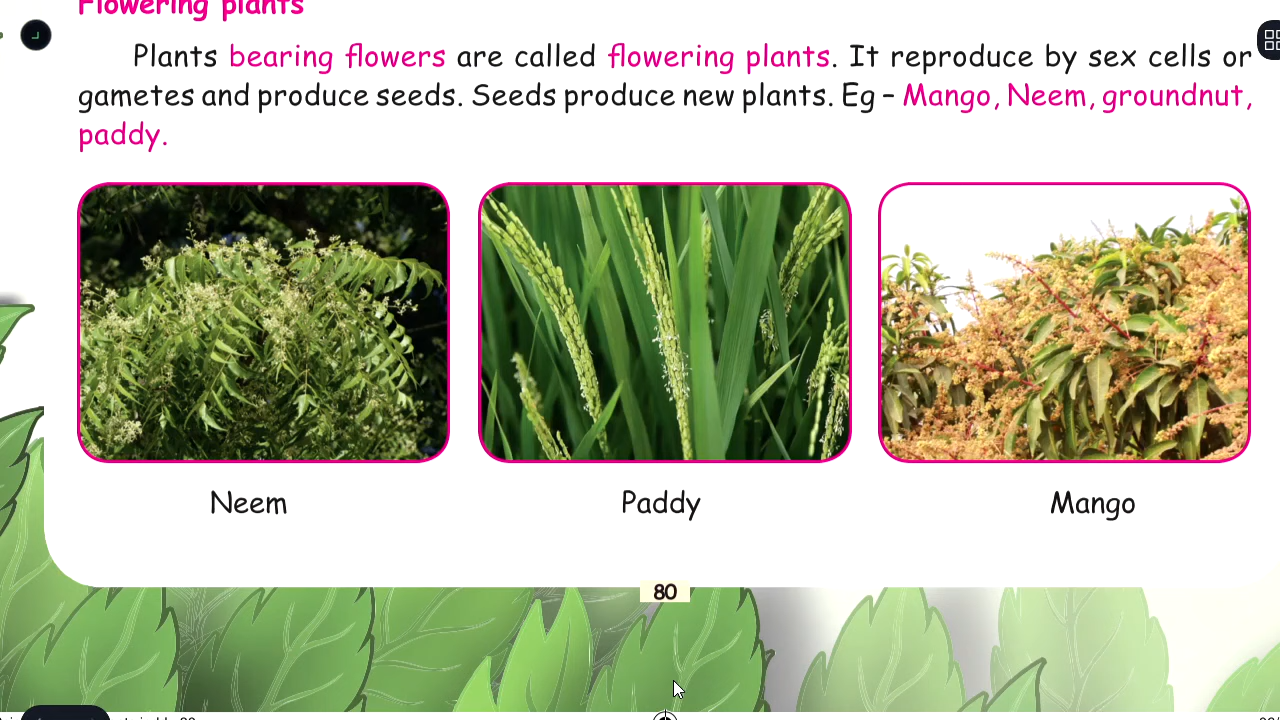 Flowering plants
Plants bearing flowers are called flowering plants. It reproduce by sex cells or
gametes and produce seeds. Seeds produce new plants. Eg – Mango, Neem, groundnut,
paddy.
Neem
Paddy
Mango
80